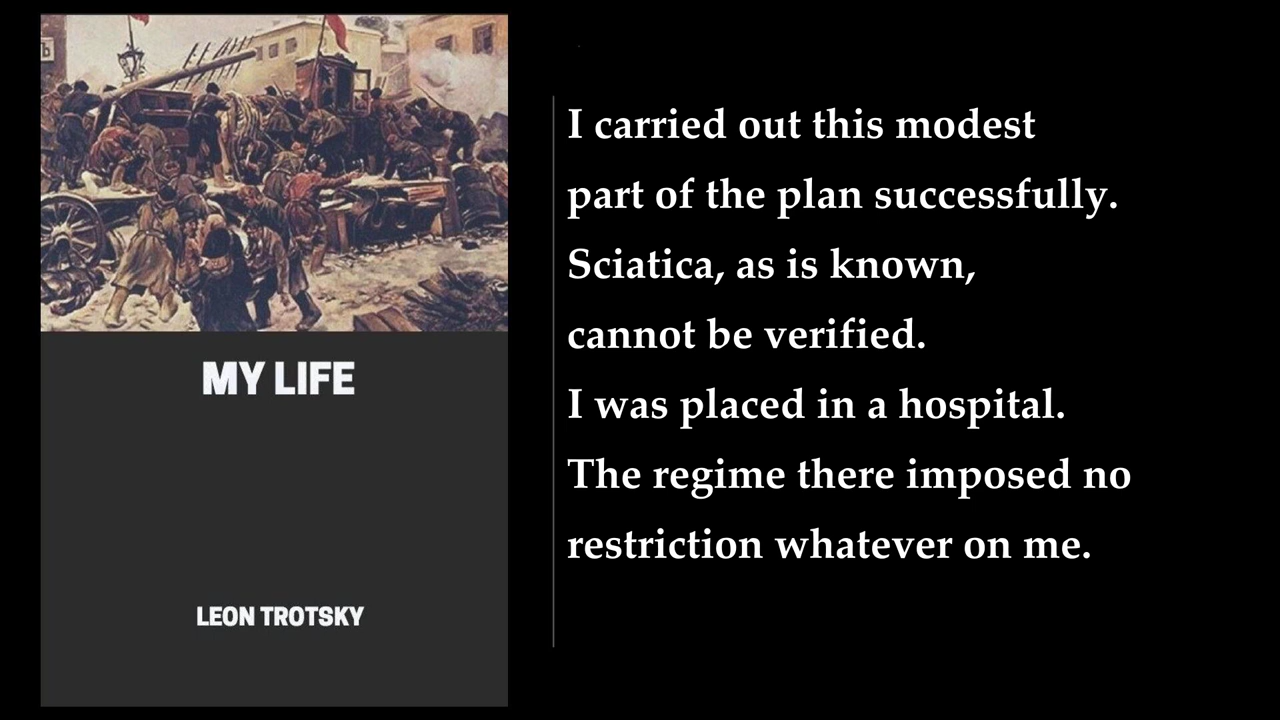 MY LIFE
LEON TROTSKY
I carried out this modest
part of the plan successfully.
Sciatica, as is known,
cannot be verified.
I was placed in a hospital.
The regime there imposed no
restriction whatever on me.